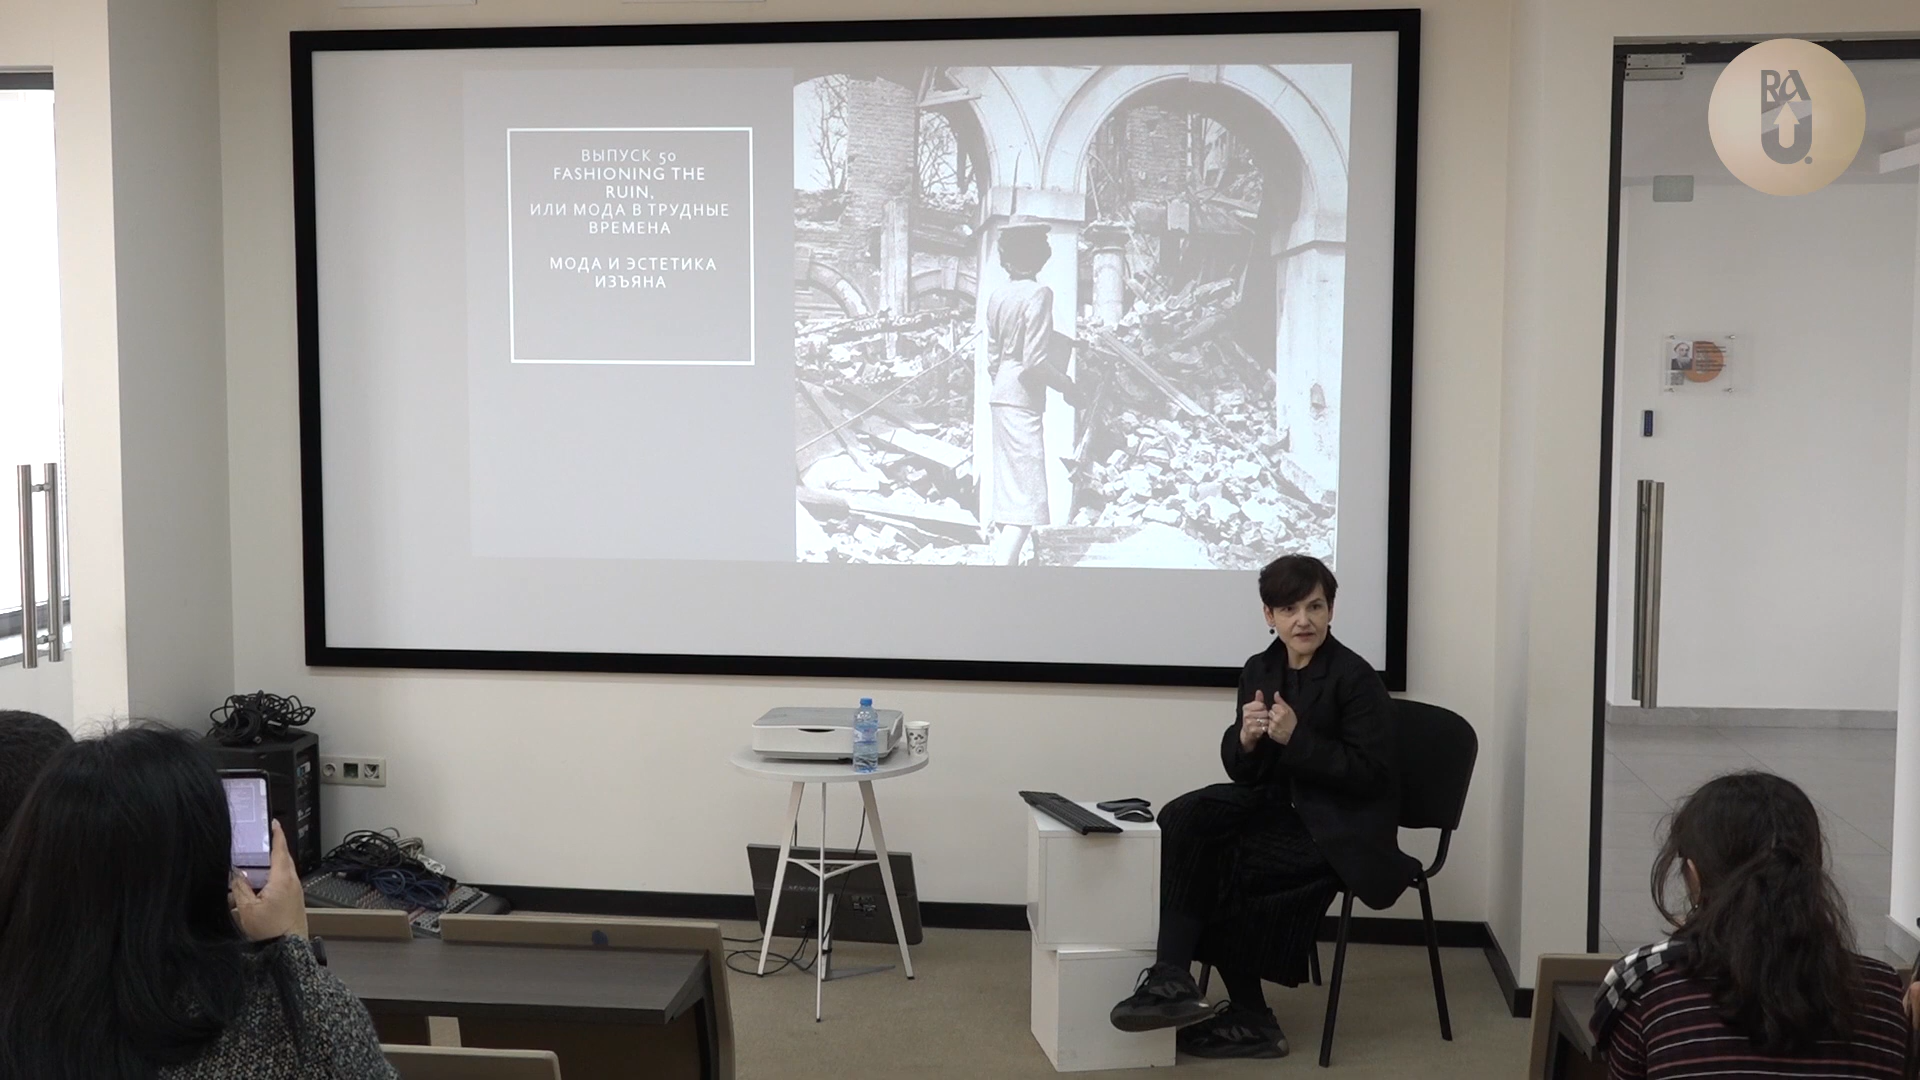 ВЫПУСК 50
FASHIONING THE
RUIN,
ИЛИ МОДА В ТРУДНЫЕ
ВРЕМЕНА
МОДА И ЭСТЕТИКА
ИЗЪЯНА
RAU